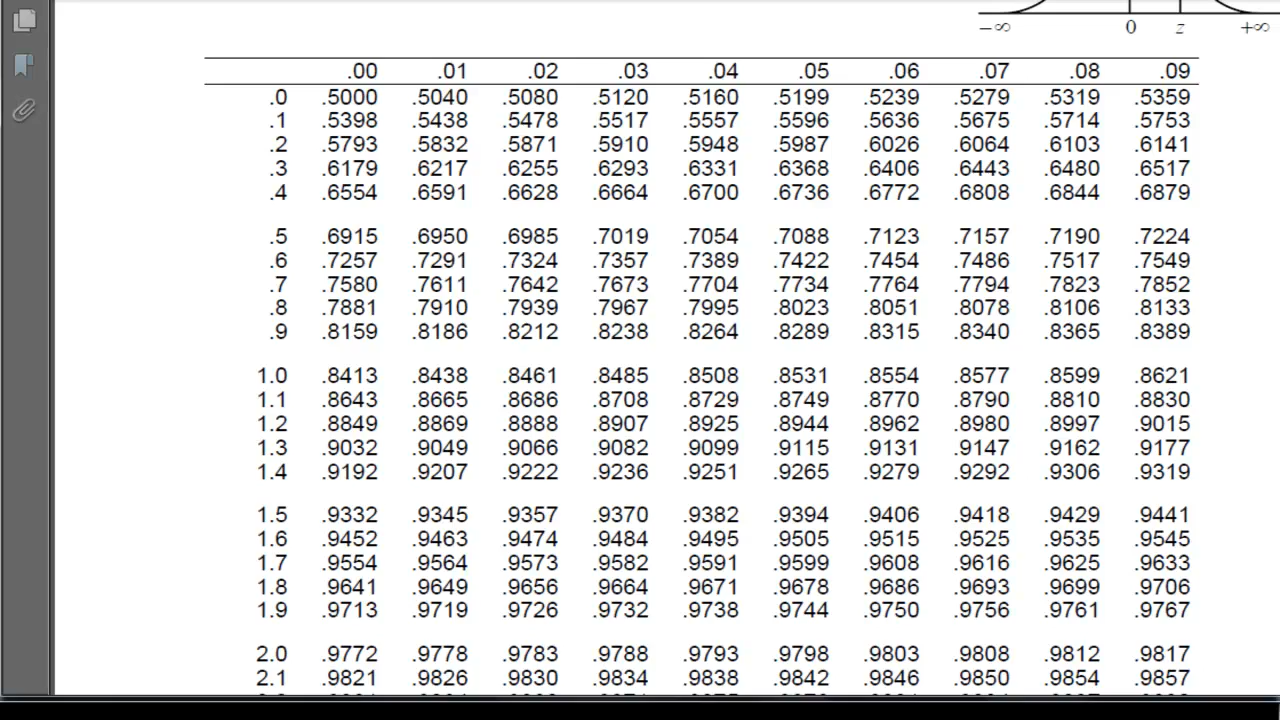 −∞ 0 z +∞
.00 .01 .02 .03 .04 .05 .06 .07 .08 .09
.0 .5000 .5040 .5080 .5120 .5160 .5199 .5239 .5279 .5319 .5359
.1 .5398 .5438 .5478 .5517 .5557 .5596 .5636 .5675 .5714 .5753
.2 .5793 .5832 .5871 .5910 .5948 .5987 .6026 .6064 .6103 .6141
.3 .6179 .6217 .6255 .6293 .6331 .6368 .6406 .6443 .6480 .6517
.4 .6554 .6591 .6628 .6664 .6700 .6736 .6772 .6808 .6844 .6879
.5 .6915 .6950 .6985 .7019 .7054 .7088 .7123 .7157 .7190 .7224
.6 .7257 .7291 .7324 .7357 .7389 .7422 .7454 .7486 .7517 .7549
.7 .7580 .7611 .7642 .7673 .7704 .7734 .7764 .7794 .7823 .7852
.8 .7881 .7910 .7939 .7967 .7995 .8023 .8051 .8078 .8106 .8133
.9 .8159 .8186 .8212 .8238 .8264 .8289 .8315 .8340 .8365 .8389
1.0 .8413 .8438 .8461 .8485 .8508 .8531 .8554 .8577 .8599 .8621
1.1 .8643 .8665 .8686 .8708 .8729 .8749 .8770 .8790 .8810 .8830
1.2 .8849 .8869 .8888 .8907 .8925 .8944 .8962 .8980 .8997 .9015
1.3 .9032 .9049 .9066 .9082 .9099 .9115 .9131 .9147 .9162 .9177
1.4 .9192 .9207 .9222 .9236 .9251 .9265 .9279 .9292 .9306 .9319
1.5 .9332 .9345 .9357 .9370 .9382 .9394 .9406 .9418 .9429 .9441
1.6 .9452 .9463 .9474 .9484 .9495 .9505 .9515 .9525 .9535 .9545
1.7 .9554 .9564 .9573 .9582 .9591 .9599 .9608 .9616 .9625 .9633
1.8 .9641 .9649 .9656 .9664 .9671 .9678 .9686 .9693 .9699 .9706
1.9 .9713 .9719 .9726 .9732 .9738 .9744 .9750 .9756 .9761 .9767
2.0 .9772 .9778 .9783 .9788 .9793 .9798 .9803 .9808 .9812 .9817
2.1 .9821 .9826 .9830 .9834 .9838 .9842 .9846 .9850 .9854 .9857